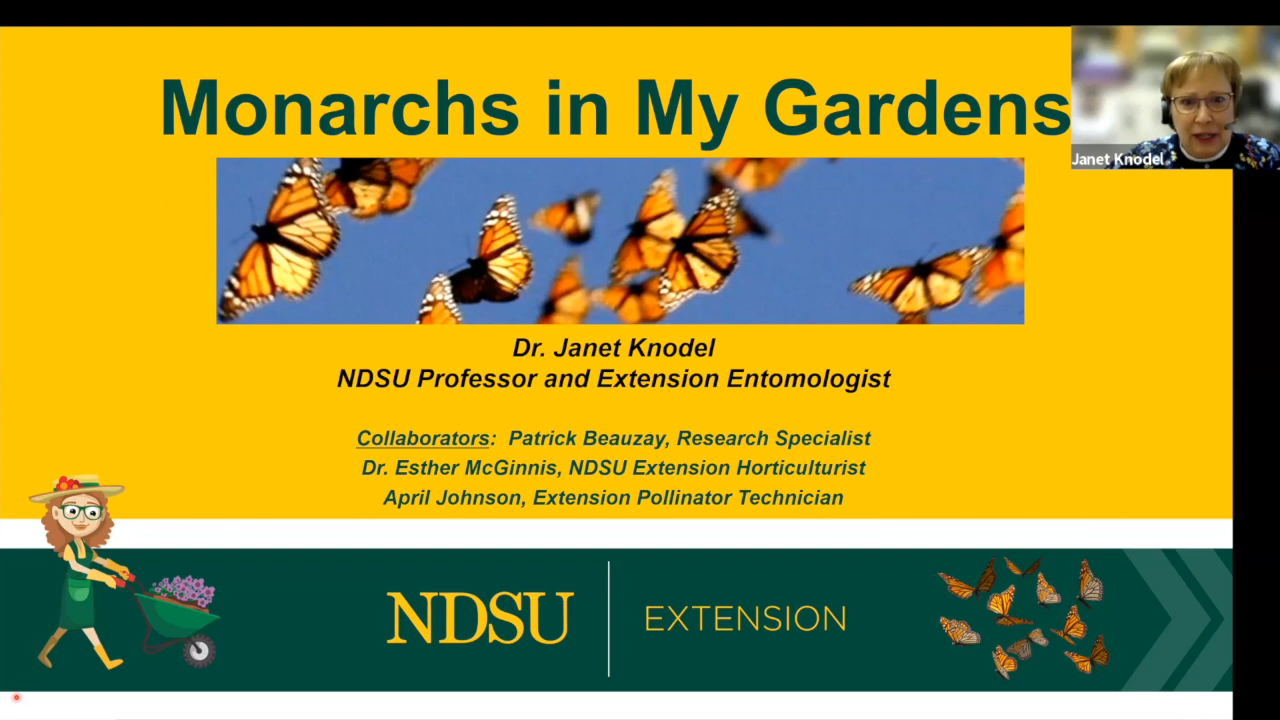 Monarchs in My Gardens
Janet Knodel
Dr. Janet Knodel
NDSU Professor and Extension Entomologist
Collaborators: Patrick Beauzay, Research Specialist
Dr. Esther McGinnis, NDSU Extension Horticulturist
April Johnson, Extension Pollinator Technician
NDSU
EXTENSION